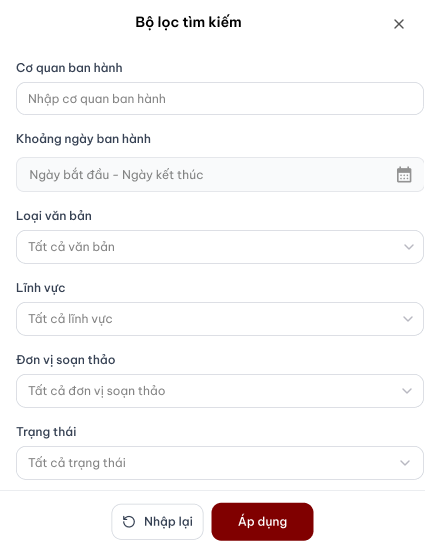 Bộ lọc tìm kiếm
Cơ quan ban hành
Nhập cơ quan ban hành
Khoảng ngày ban hành
Ngày bắt đầu - Ngày kết thúc
Loại văn bản
Tất cả văn bản
Lĩnh vực
Tất cả lĩnh vực
Đơn vị soạn thảo
Tất cả đơn vị soạn thảo
Trạng thái
Tất cả trạng thái
Nhập lại
Áp dụng